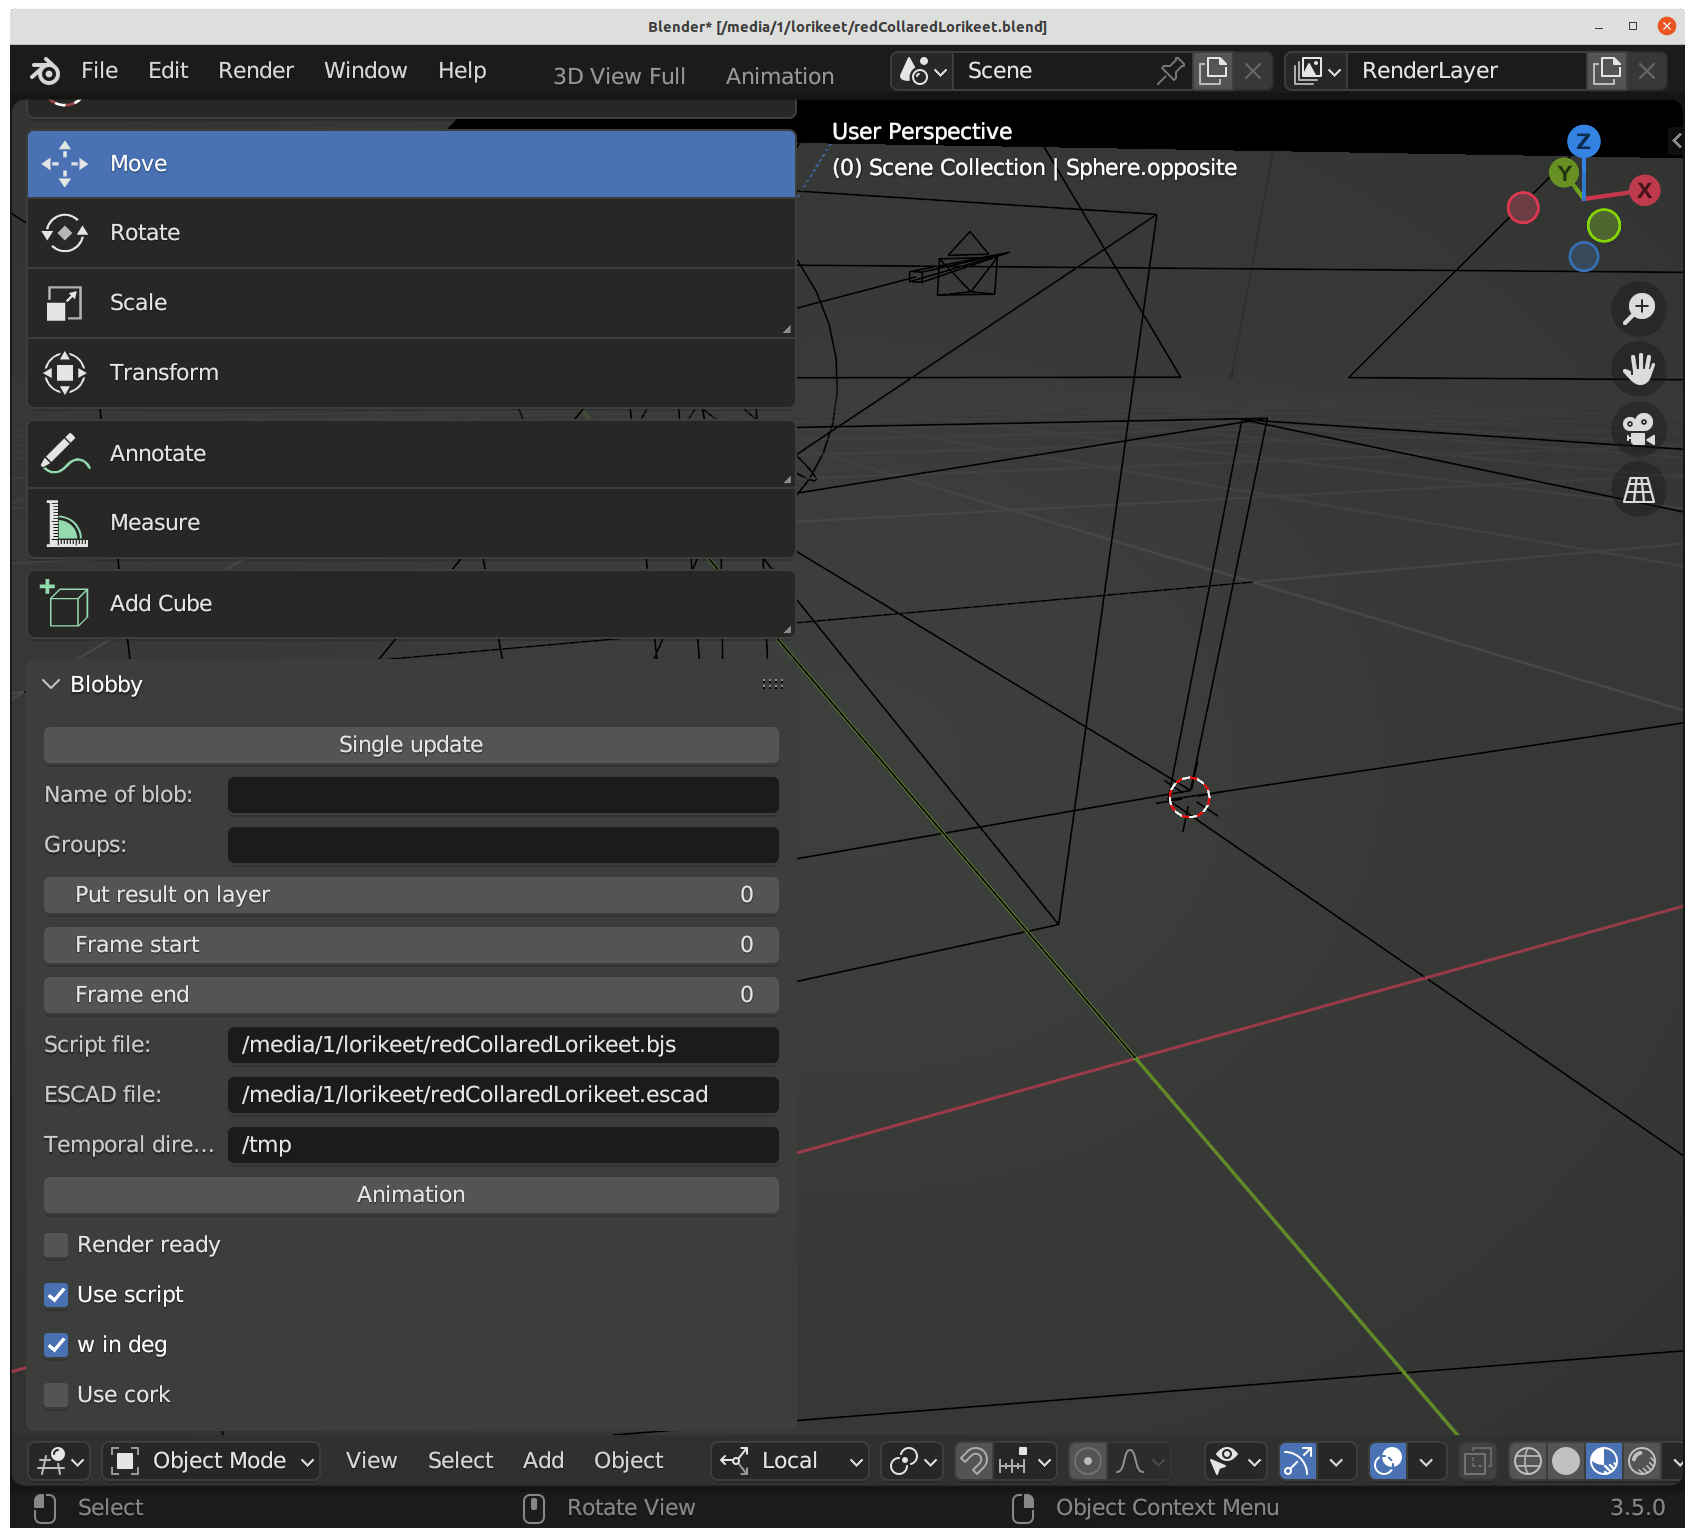 Blender* [/media/1/lorikeet/redCollaredLorikeet.blend]
File Edit Render Window Help 3D View Full Animation Scene RenderLayer
User Perspective
(0) Scene Collection | Sphere.opposite
Z
Y
X
Move
Rotate
Scale
Transform
Annotate
Measure
Add Cube
Blobby
Single update
Name of blob:
Groups:
Put result on layer 0
Frame start 0
Frame end 0
Script file: /media/1/lorikeet/redCollaredLorikeet.bjs
ESCAD file: /media/1/lorikeet/redCollaredLorikeet.escad
Temporal dire... /tmp
Animation
Render ready
Use script
w in deg
Use cork
Object Mode View Select Add Object Local
Select Rotate View Object Context Menu 3.5.0